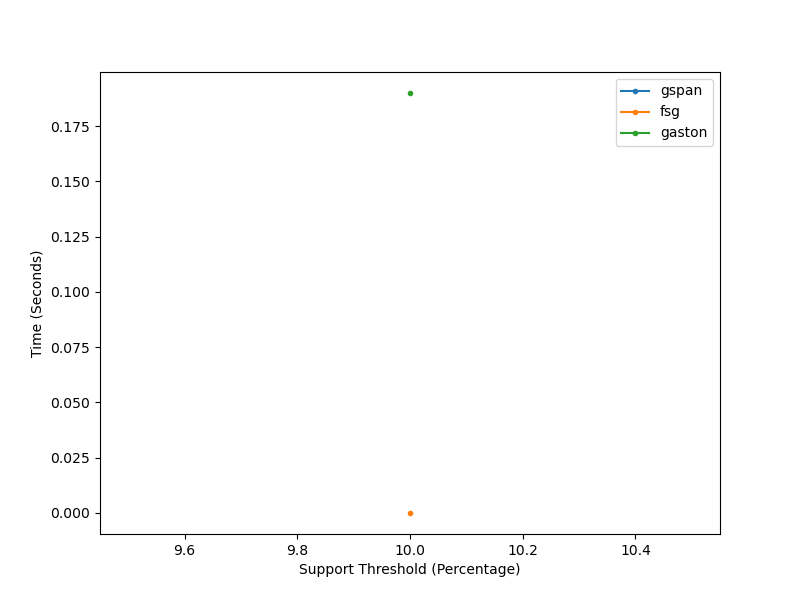 gspan
fsg
gaston
0.175
0.150
0.125
0.100
0.075
0.050
0.025
0.000
Time (Seconds)
9.6 9.8 10.0 10.2 10.4
Support Threshold (Percentage)